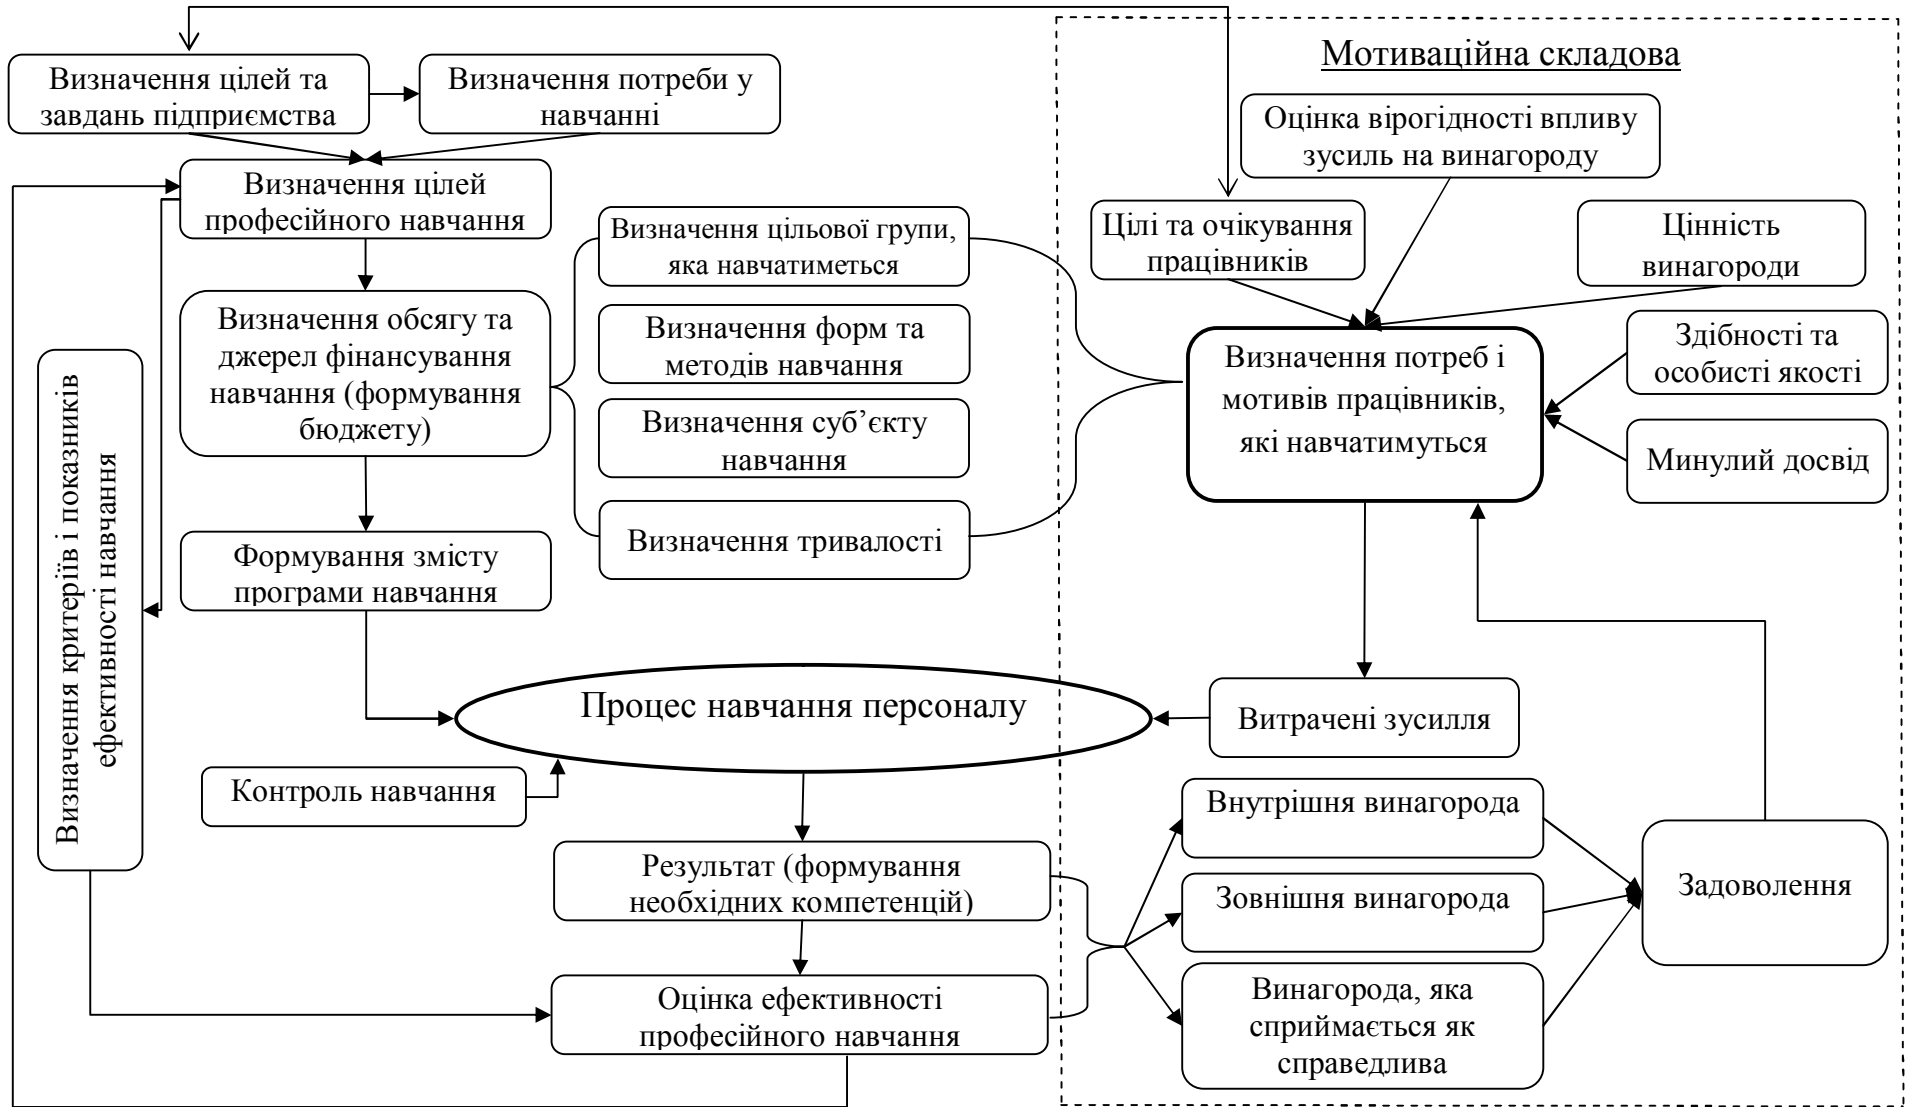 Мотиваційна складова
Визначення цілей та
завдань підприємства
Визначення потреби у
навчанні
Оцінка вірогідності впливу
зусиль на винагороду
Визначення цілей
професійного навчання
Визначення цільової групи,
яка навчатиметься
Цілі та очікування
працівників
Цінність
винагороди
Визначення обсягу та
джерел фінансування
навчання (формування
бюджету)
Визначення форм та
методів навчання
Визначення потреб і
мотивів працівників,
які навчатимуться
Здібності та
особисті якості
Визначення суб’єкту
навчання
Минулий досвід
Визначення критеріїв і показників
ефективності навчання
Визначення тривалості
Формування змісту
програми навчання
Процес навчання персоналу
Витрачені зусилля
Контроль навчання
Внутрішня винагорода
Результат (формування
необхідних компетенцій)
Зовнішня винагорода
Задоволення
Оцінка ефективності
професійного навчання
Винагорода, яка
сприймається як
справедлива